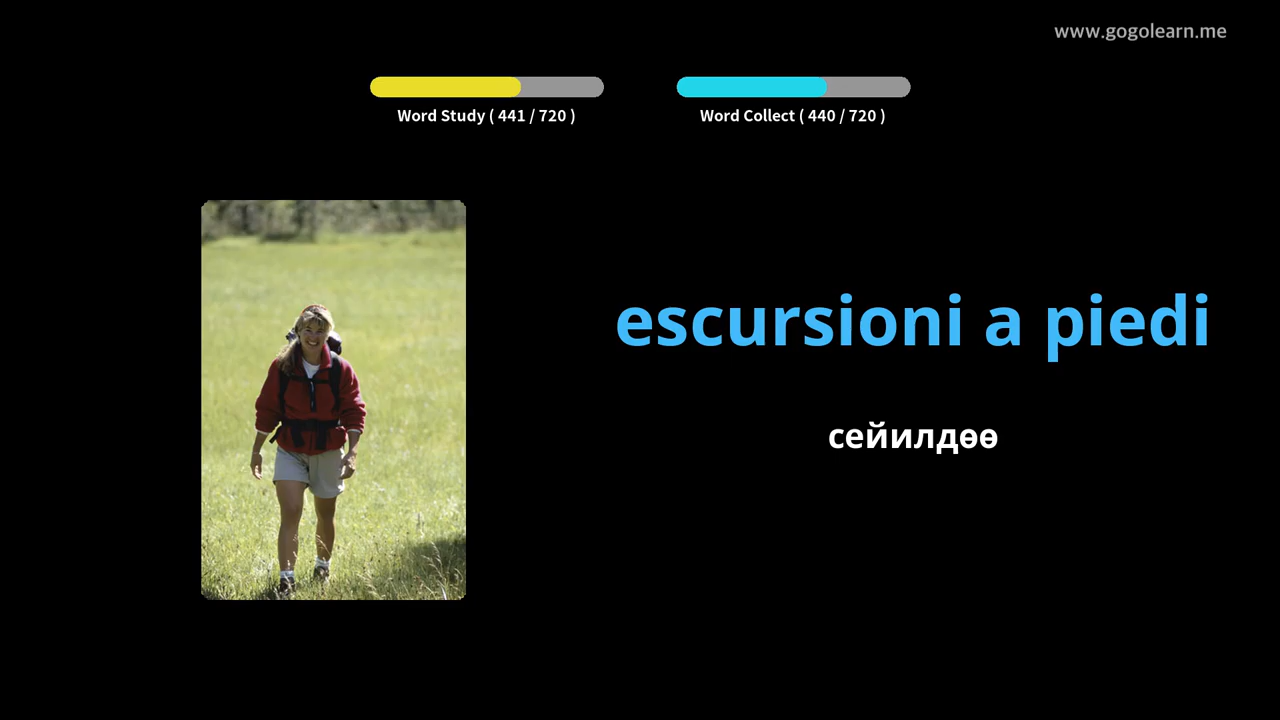 www.gogolearn.me
Word Study ( 441 / 720 )
Word Collect ( 440 / 720 )
escursioni a piedi
сейилдөө